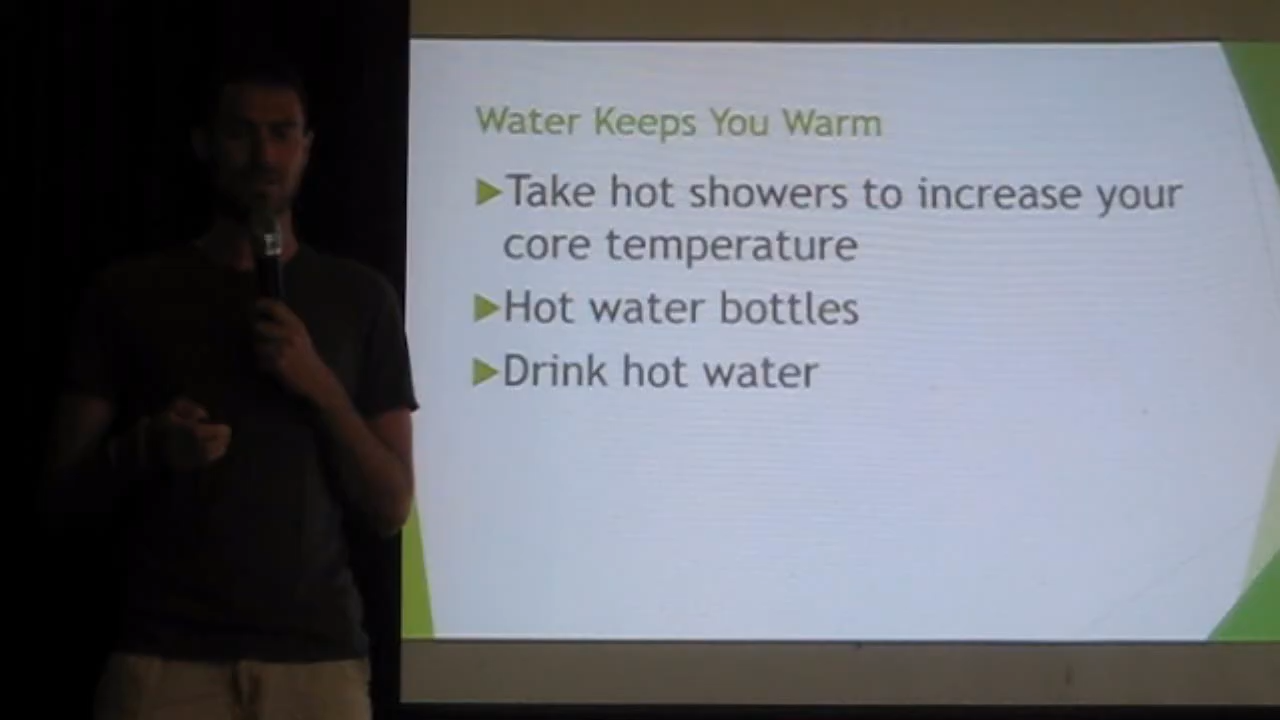 Water Keeps You Warm
Take hot showers to increase your
core temperature
Hot water bottles
Drink hot water